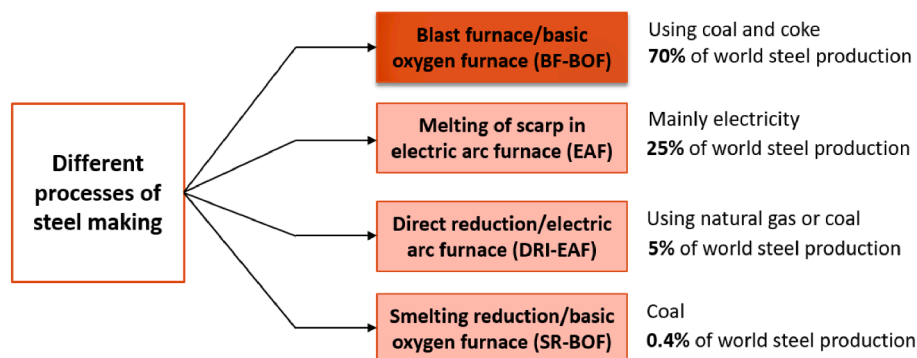 Different
processes of
steel making
Blast furnace/basic
oxygen furnace (BF-BOF)
Using coal and coke
70% of world steel production
Melting of scarp in
electric arc furnace (EAF)
Mainly electricity
25% of world steel production
Direct reduction/electric
arc furnace (DRI-EAF)
Using natural gas or coal
5% of world steel production
Smelting reduction/basic
oxygen furnace (SR-BOF)
Coal
0.4% of world steel production